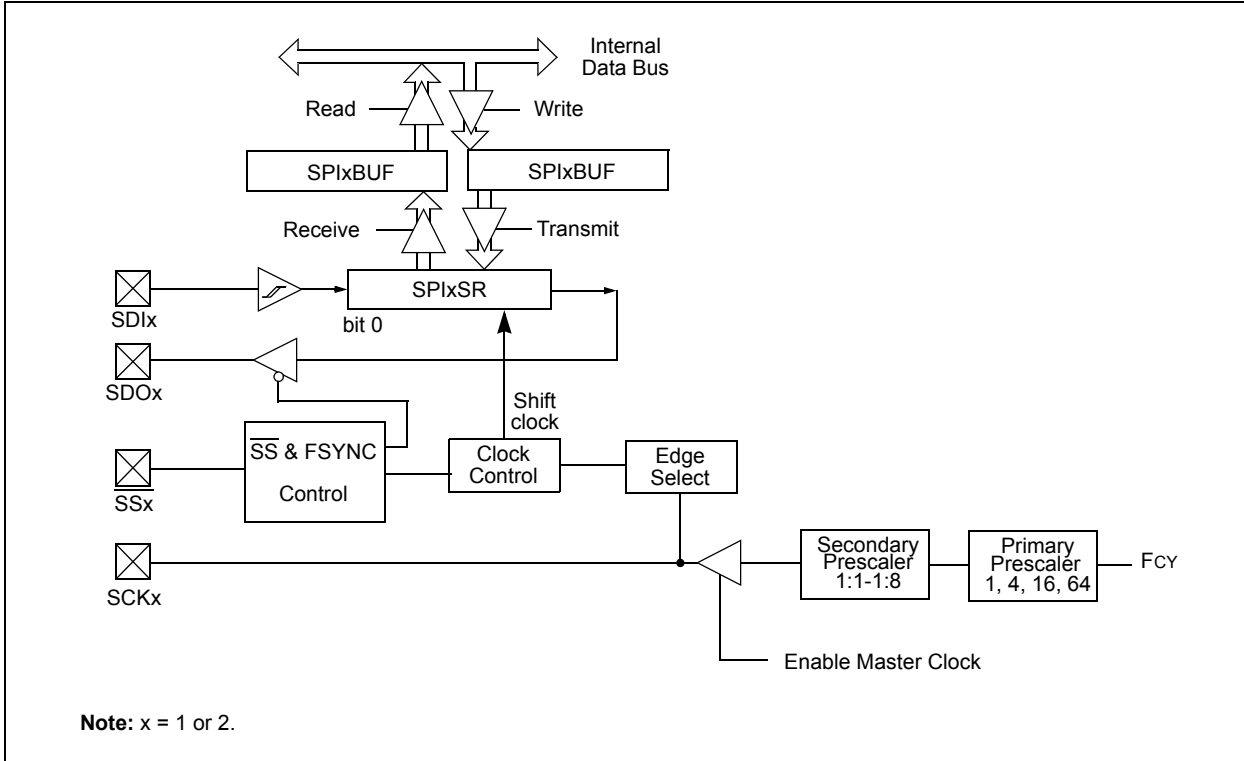 Internal
Data Bus
Read
Write
SPIxBUF
SPIxBUF
Receive
Transmit
SPIxSR
SDIx
bit 0
SDOx
Shift
clock
SS & FSYNC
Control
Clock
Control
Edge
Select
SSx
Secondary
Prescaler
1:1-1:8
Primary
Prescaler
1, 4, 16, 64
FCY
SCKx
Enable Master Clock
Note: x = 1 or 2.